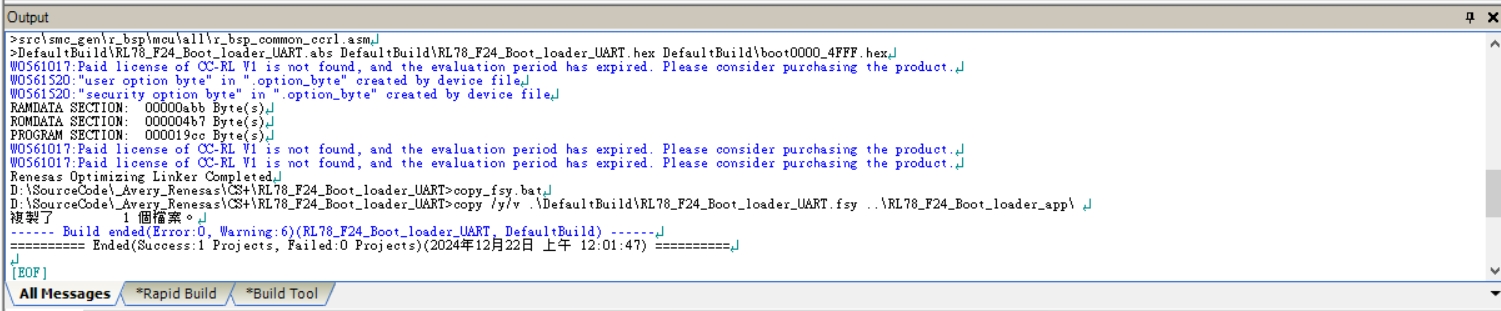 Output
>src\smc_gen\r_bsp\mcu\all\r_bsp_common_ccrl.asm↓
>DefaultBuild\RL78_F24_Boot_loader_UART.abs DefaultBuild\RL78_F24_Boot_loader_UART.hex DefaultBuild\boot0000_4FFF.hex↓
W0561017:Paid license of CC-RL V1 is not found, and the evaluation period has expired. Please consider purchasing the product.↓
W0561520:"user option byte" in ".option_byte" created by device file↓
W0561520:"security option byte" in ".option_byte" created by device file↓
RAMDATA SECTION:  00000abb Byte(s)↓
ROMDATA SECTION:  000004b7 Byte(s)↓
PROGRAM SECTION:  000019cc Byte(s)↓
W0561017:Paid license of CC-RL V1 is not found, and the evaluation period has expired. Please consider purchasing the product.↓
W0561017:Paid license of CC-RL V1 is not found, and the evaluation period has expired. Please consider purchasing the product.↓
Renesas Optimizing Linker Completed↓
D:\SourceCode\_Avery_Renesas\CS+\RL78_F24_Boot_loader_UART>copy_fsy.bat↓
D:\SourceCode\_Avery_Renesas\CS+\RL78_F24_Boot_loader_UART>copy /y/v .\DefaultBuild\RL78_F24_Boot_loader_UART.fsy ..\RL78_F24_Boot_loader_app\ ↓
複製了         1 個檔案。↓
------ Build ended(Error:0, Warning:6)(RL78_F24_Boot_loader_UART, DefaultBuild) ------↓
========== Ended(Success:1 Projects, Failed:0 Projects)(2024年12月22日 上午 12:01:47) ==========↓
↓
[EOF]
All Messages *Rapid Build *Build Tool